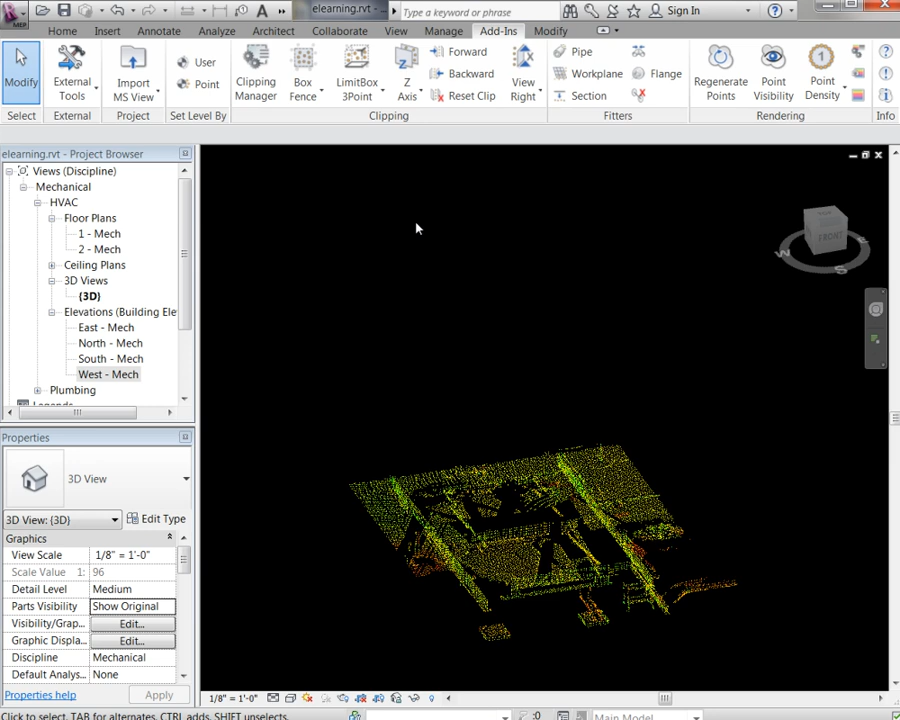 elearning.rvt -
Type a keyword or phrase
Sign In
Home Insert Annotate Analyze Architect Collaborate View Manage Add-Ins Modify
Modify
External Tools
Import MS View
User
Point
Clipping Manager
Box Fence
LimitBox 3Point
Z Axis
Forward
Backward
Reset Clip
View Right
Pipe
Workplane
Section
Flange
Regenerate Points
Point Visibility
1
Point Density
Select External Project Set Level By Clipping Fitters Rendering Info
elearning.rvt - Project Browser
Views (Discipline)
Mechanical
HVAC
Floor Plans
1 - Mech
2 - Mech
Ceiling Plans
3D Views
{3D}
Elevations (Building Ele
East - Mech
North - Mech
South - Mech
West - Mech
Plumbing
TOP
FRONT
W
S
Properties
3D View
3D View: {3D}
Edit Type
Graphics
View Scale 1/8" = 1'-0"
Scale Value 1: 96
Detail Level Medium
Parts Visibility Show Original
Visibility/Grap... Edit...
Graphic Displa... Edit...
Discipline Mechanical
Default Analys... None
Properties help
Apply
1/8" = 1'-0"
Click to select, TAB for alternates, CTRL adds, SHIFT unselects.
:0
Main Model